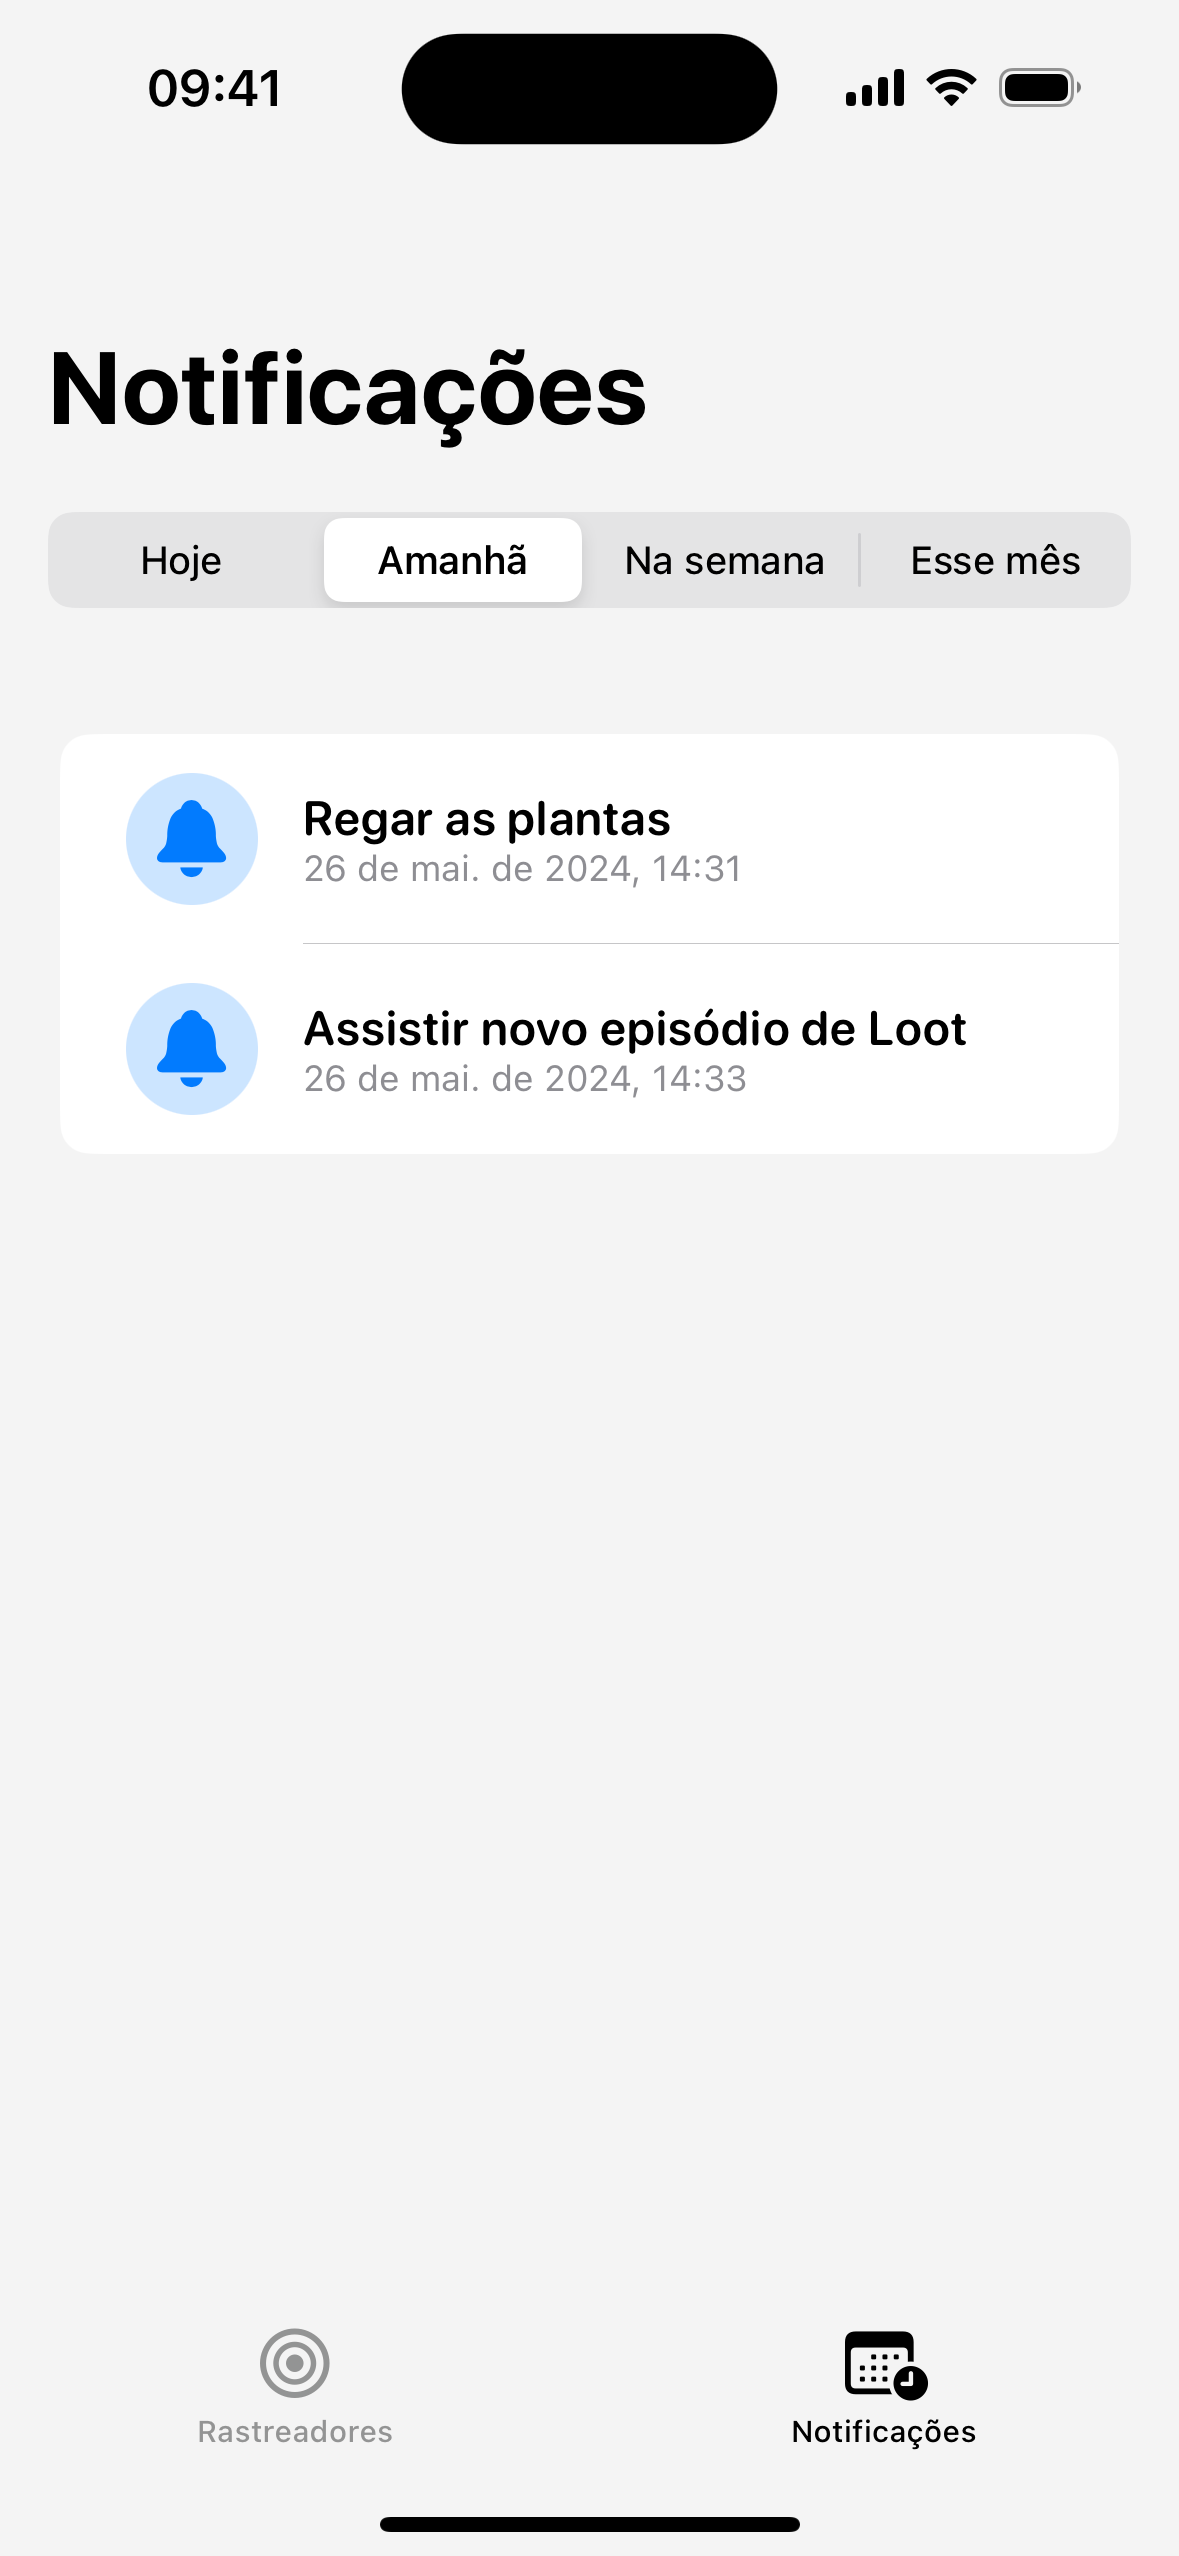 09:41
Notificações
Hoje
Amanhã
Na semana
Esse mês
Regar as plantas
26 de mai. de 2024, 14:31
Assistir novo episódio de Loot
26 de mai. de 2024, 14:33
Rastreadores
Notificações